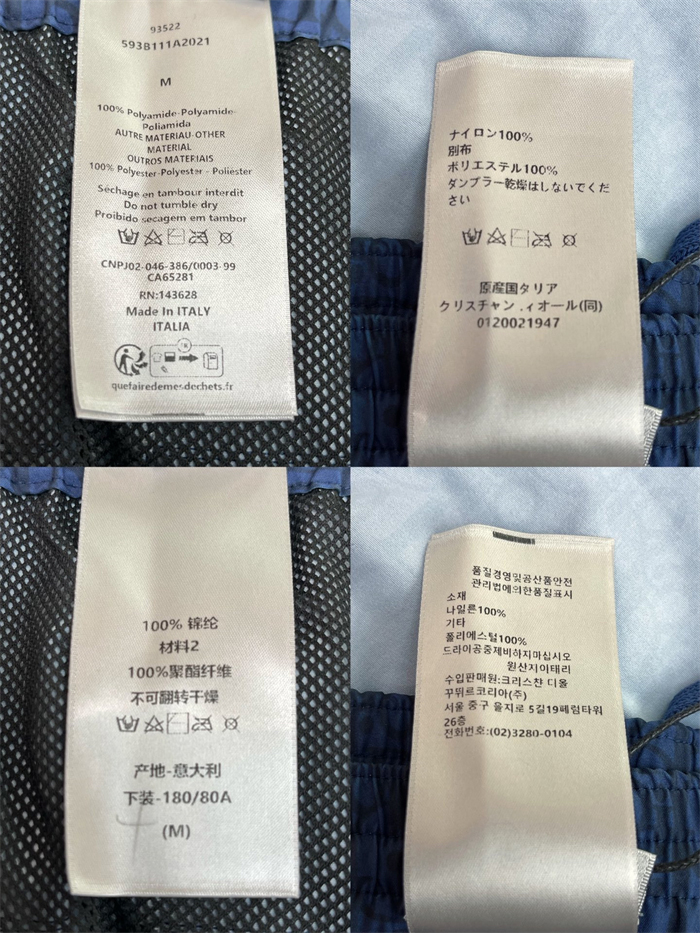 93522
593B111A2021
M
100% Polyamide-Polyamide-
Poliamida
AUTRE MATERIAU-OTHER
MATERIAL
OUTROS MATERIAIS
100% Polyester-Polyester - Poliester
Séchage en tambour interdit
Do not tumble dry
Proibido secagem em tambor
CNPJ02-046-386/0003-99
CA65281
RN:143628
Made In ITALY
ITALIA
FR
quefairedemesdechets.fr
ナイロン100%
別布
ポリエステル100%
ダンブラー乾燥はしないでくだ
さい
原産国タリア
クリスチャン .ィオール(同)
0120021947
100% 锦纶
材料2
100%聚酯纤维
不可翻转干燥
产地-意大利
下装-180/80A
(M)
품질경영및공산품안전
관리법에의한품질표시
소재
나일론100%
기타
폴리에스털100%
드라이공중제비하지마십시오
원산지이태리
수입판매원:크리스챤 디올
꾸뛰르코리아(주)
서울 중구 을지로 5길19페럼타워
26층
전화번호:(02)3280-0104